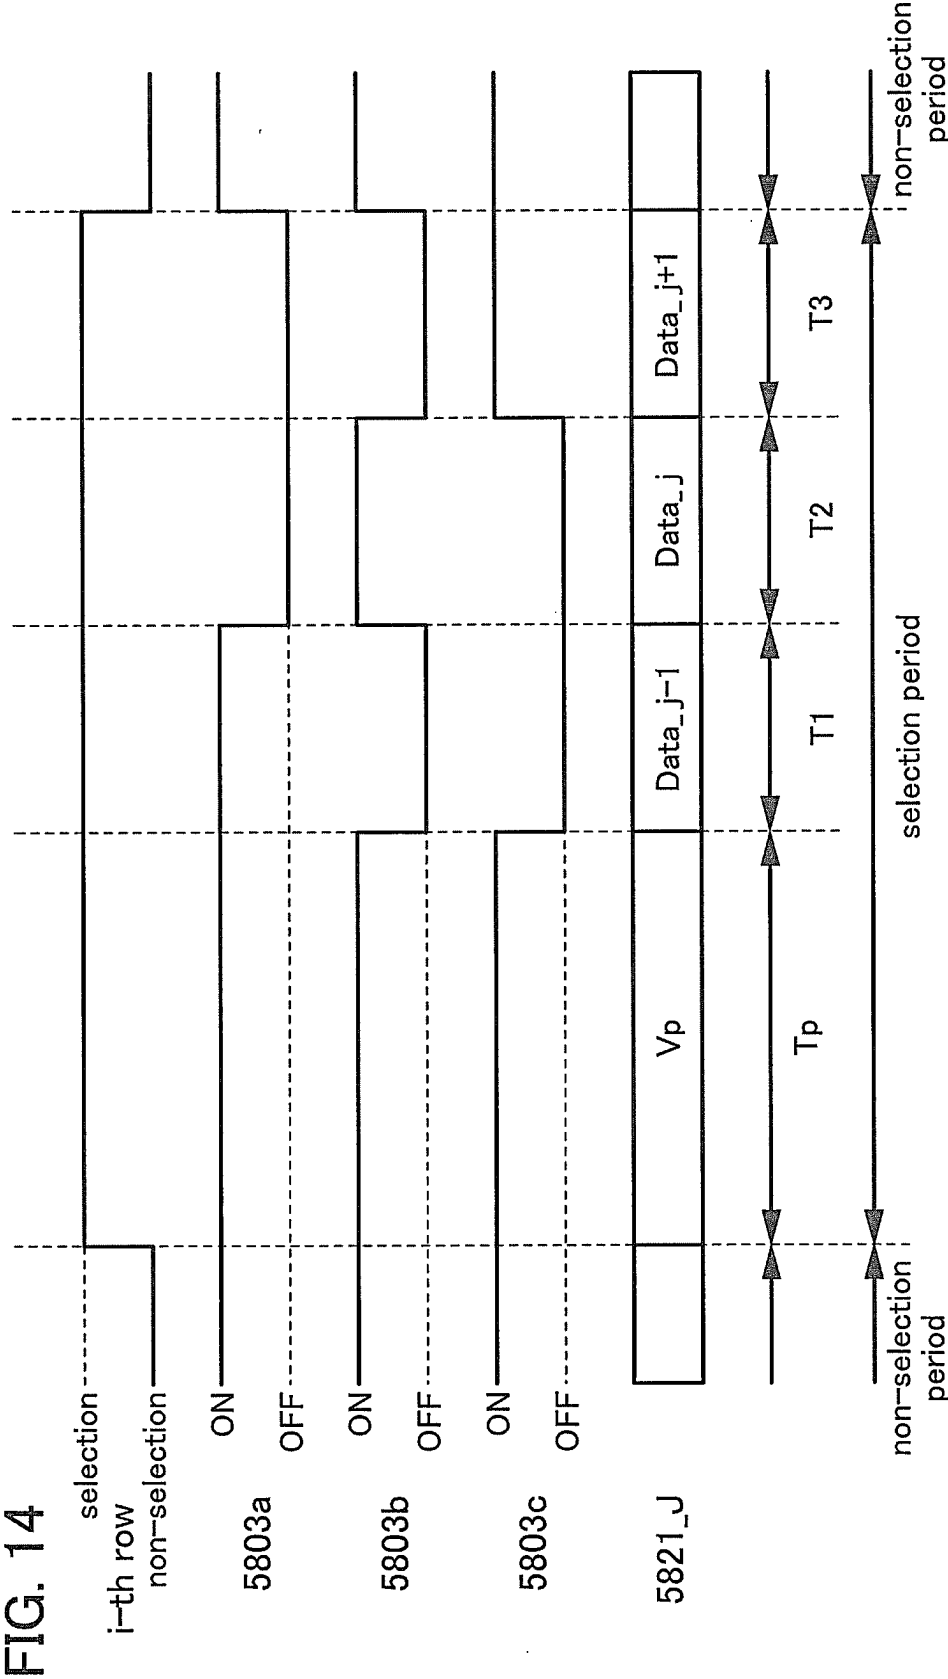 FIG. 14
selection
i-th row
non-selection
5803a
ON
OFF
5803b
ON
OFF
5803c
ON
OFF
5821_J
Vp
Data_j-1
Data_j
Data_j+1
Tp
T1
T2
T3
non-selection
period
selection period
non-selection
period